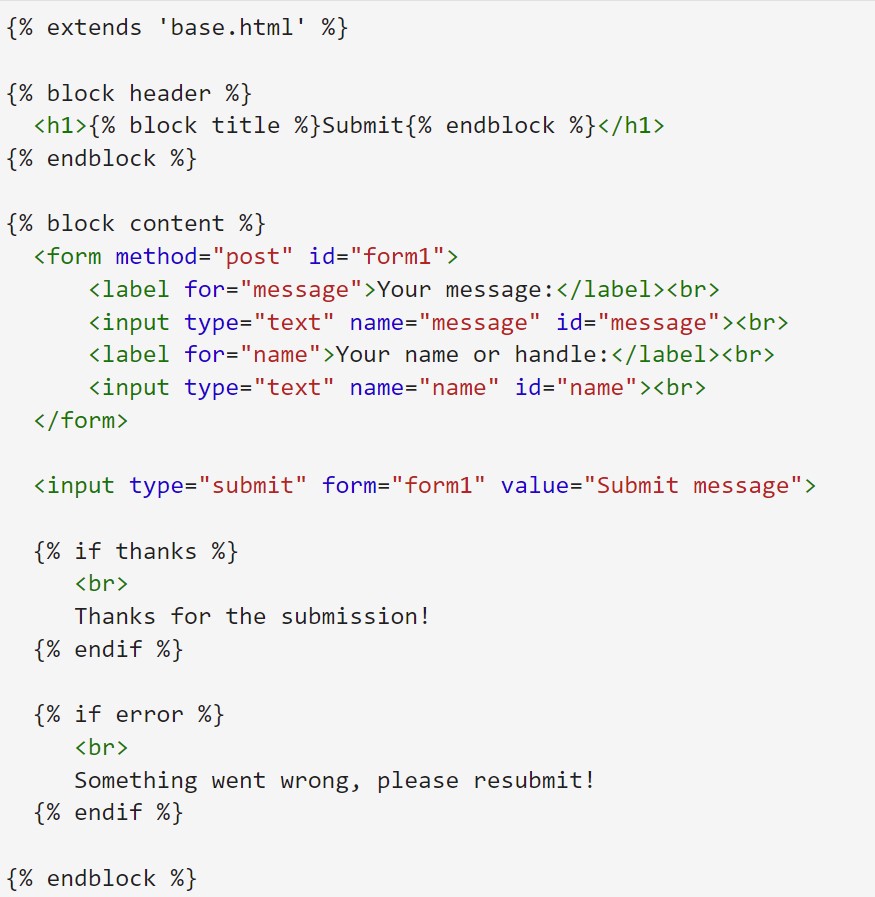 {% extends 'base.html' %}
{% block header %}
<h1>{% block title %}Submit{% endblock %}</h1>
{% endblock %}
{% block content %}
<form method="post" id="form1">
<label for="message">Your message:</label><br>
<input type="text" name="message" id="message"><br>
<label for="name">Your name or handle:</label><br>
<input type="text" name="name" id="name"><br>
</form>
<input type="submit" form="form1" value="Submit message">
{% if thanks %}
<br>
Thanks for the submission!
{% endif %}
{% if error %}
<br>
Something went wrong, please resubmit!
{% endif %}
{% endblock %}